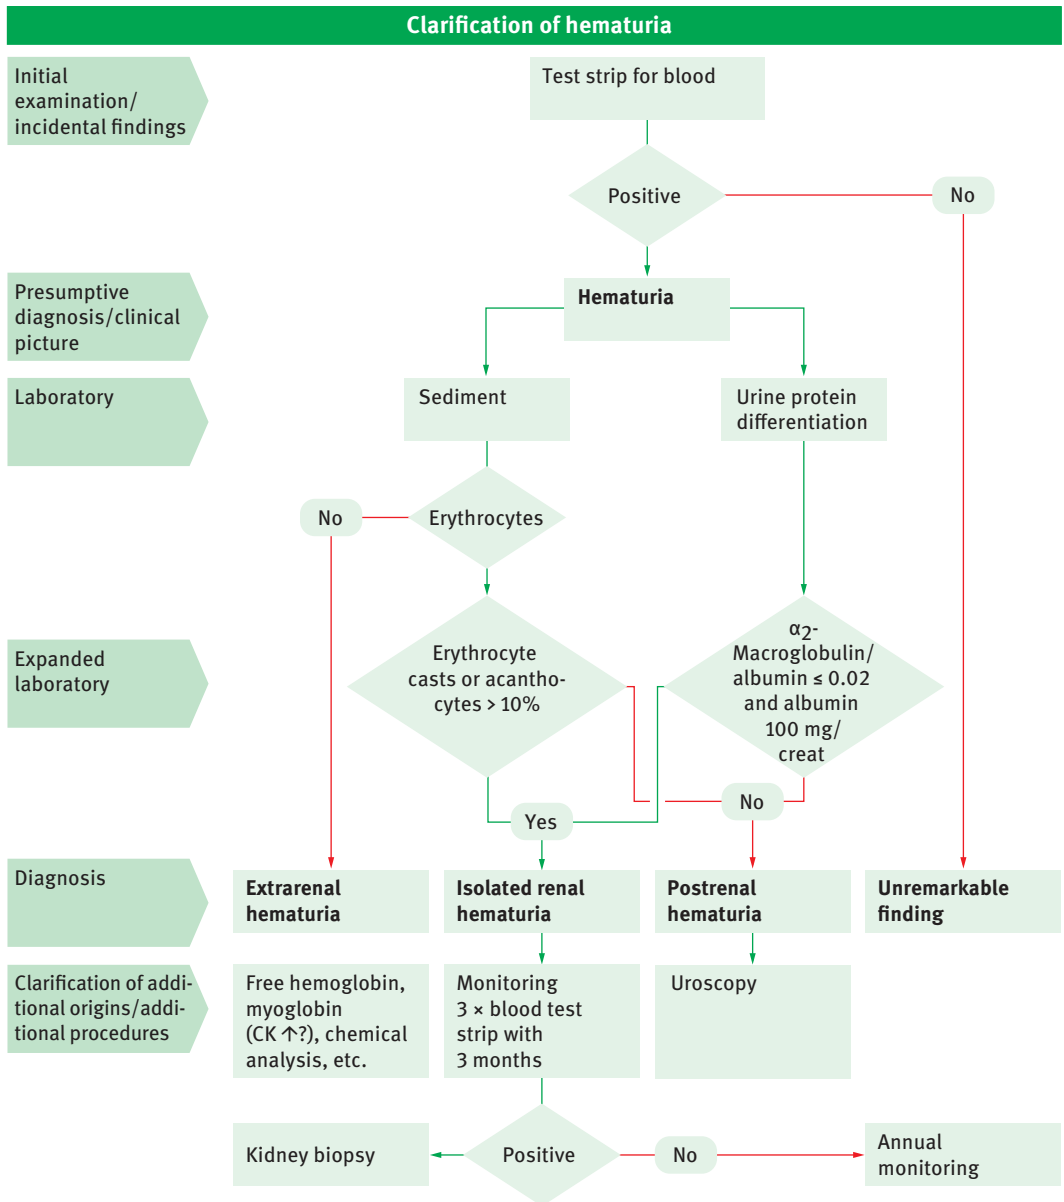 Clarification of hematuria
Initial
examination/
incidental findings
Test strip for blood
Positive
No
Presumptive
diagnosis/clinical
picture
Hematuria
Laboratory
Sediment
Urine protein
differentiation
No
Erythrocytes
Expanded
laboratory
Erythrocyte
casts or acantho-
cytes > 10%
α2-
Macroglobulin/
albumin ≤ 0.02
and albumin
100 mg/
creat
Yes
No
Diagnosis
Extrarenal
hematuria
Isolated renal
hematuria
Postrenal
hematuria
Unremarkable
finding
Clarification of addi-
tional origins/addi-
tional procedures
Free hemoglobin,
myoglobin
(CK ↑?), chemical
analysis, etc.
Monitoring
3 × blood test
strip with
3 months
Uroscopy
Kidney biopsy
Positive
No
Annual
monitoring